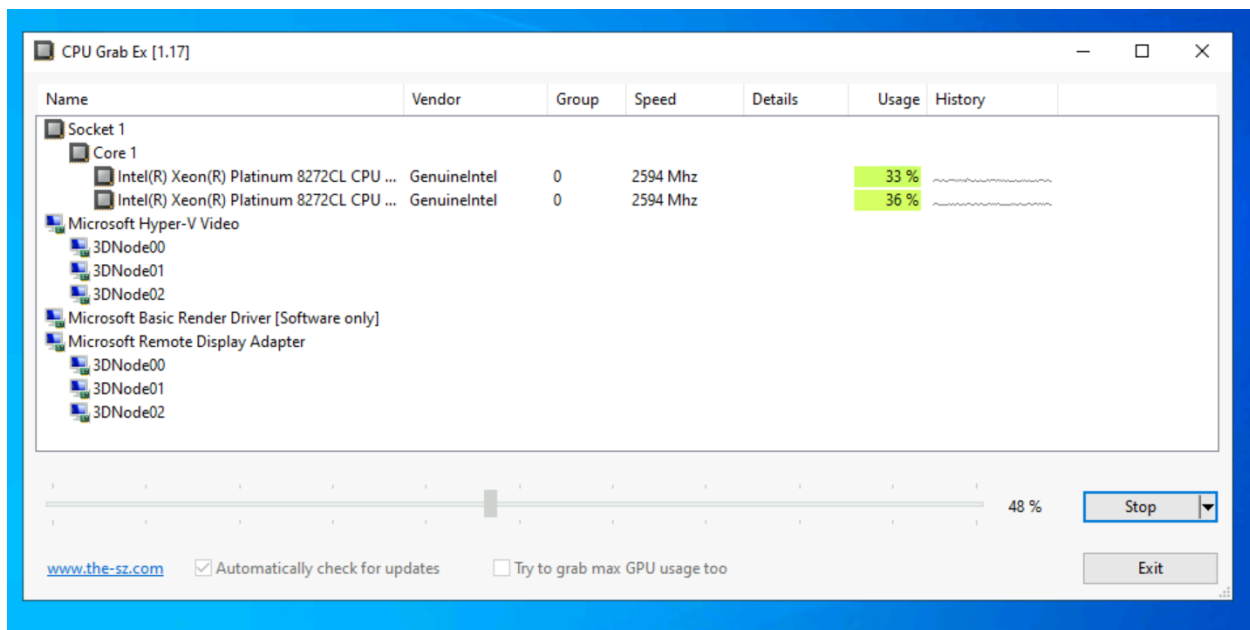 CPU Grab Ex [1.17]
Name Vendor Group Speed Details Usage History
Socket 1
Core 1
Intel(R) Xeon(R) Platinum 8272CL CPU ... GenuineIntel 0 2594 Mhz 33 %
Intel(R) Xeon(R) Platinum 8272CL CPU ... GenuineIntel 0 2594 Mhz 36 %
Microsoft Hyper-V Video
3DNode00
3DNode01
3DNode02
Microsoft Basic Render Driver [Software only]
Microsoft Remote Display Adapter
3DNode00
3DNode01
3DNode02
48 % Stop
www.the-sz.com Automatically check for updates Try to grab max GPU usage too Exit